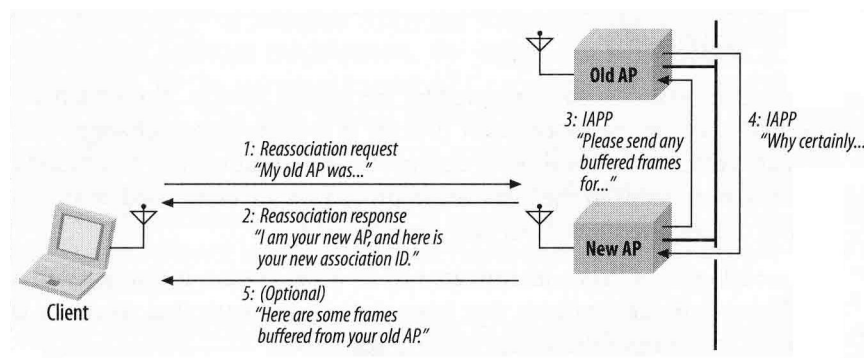 Old AP
3: IAPP
"Please send any
buffered frames
for..."
4: IAPP
"Why certainly...
1: Reassociation request
"My old AP was..."
2: Reassociation response
"I am your new AP, and here is
your new association ID."
New AP
5: (Optional)
"Here are some frames
buffered from your old AP."
Client